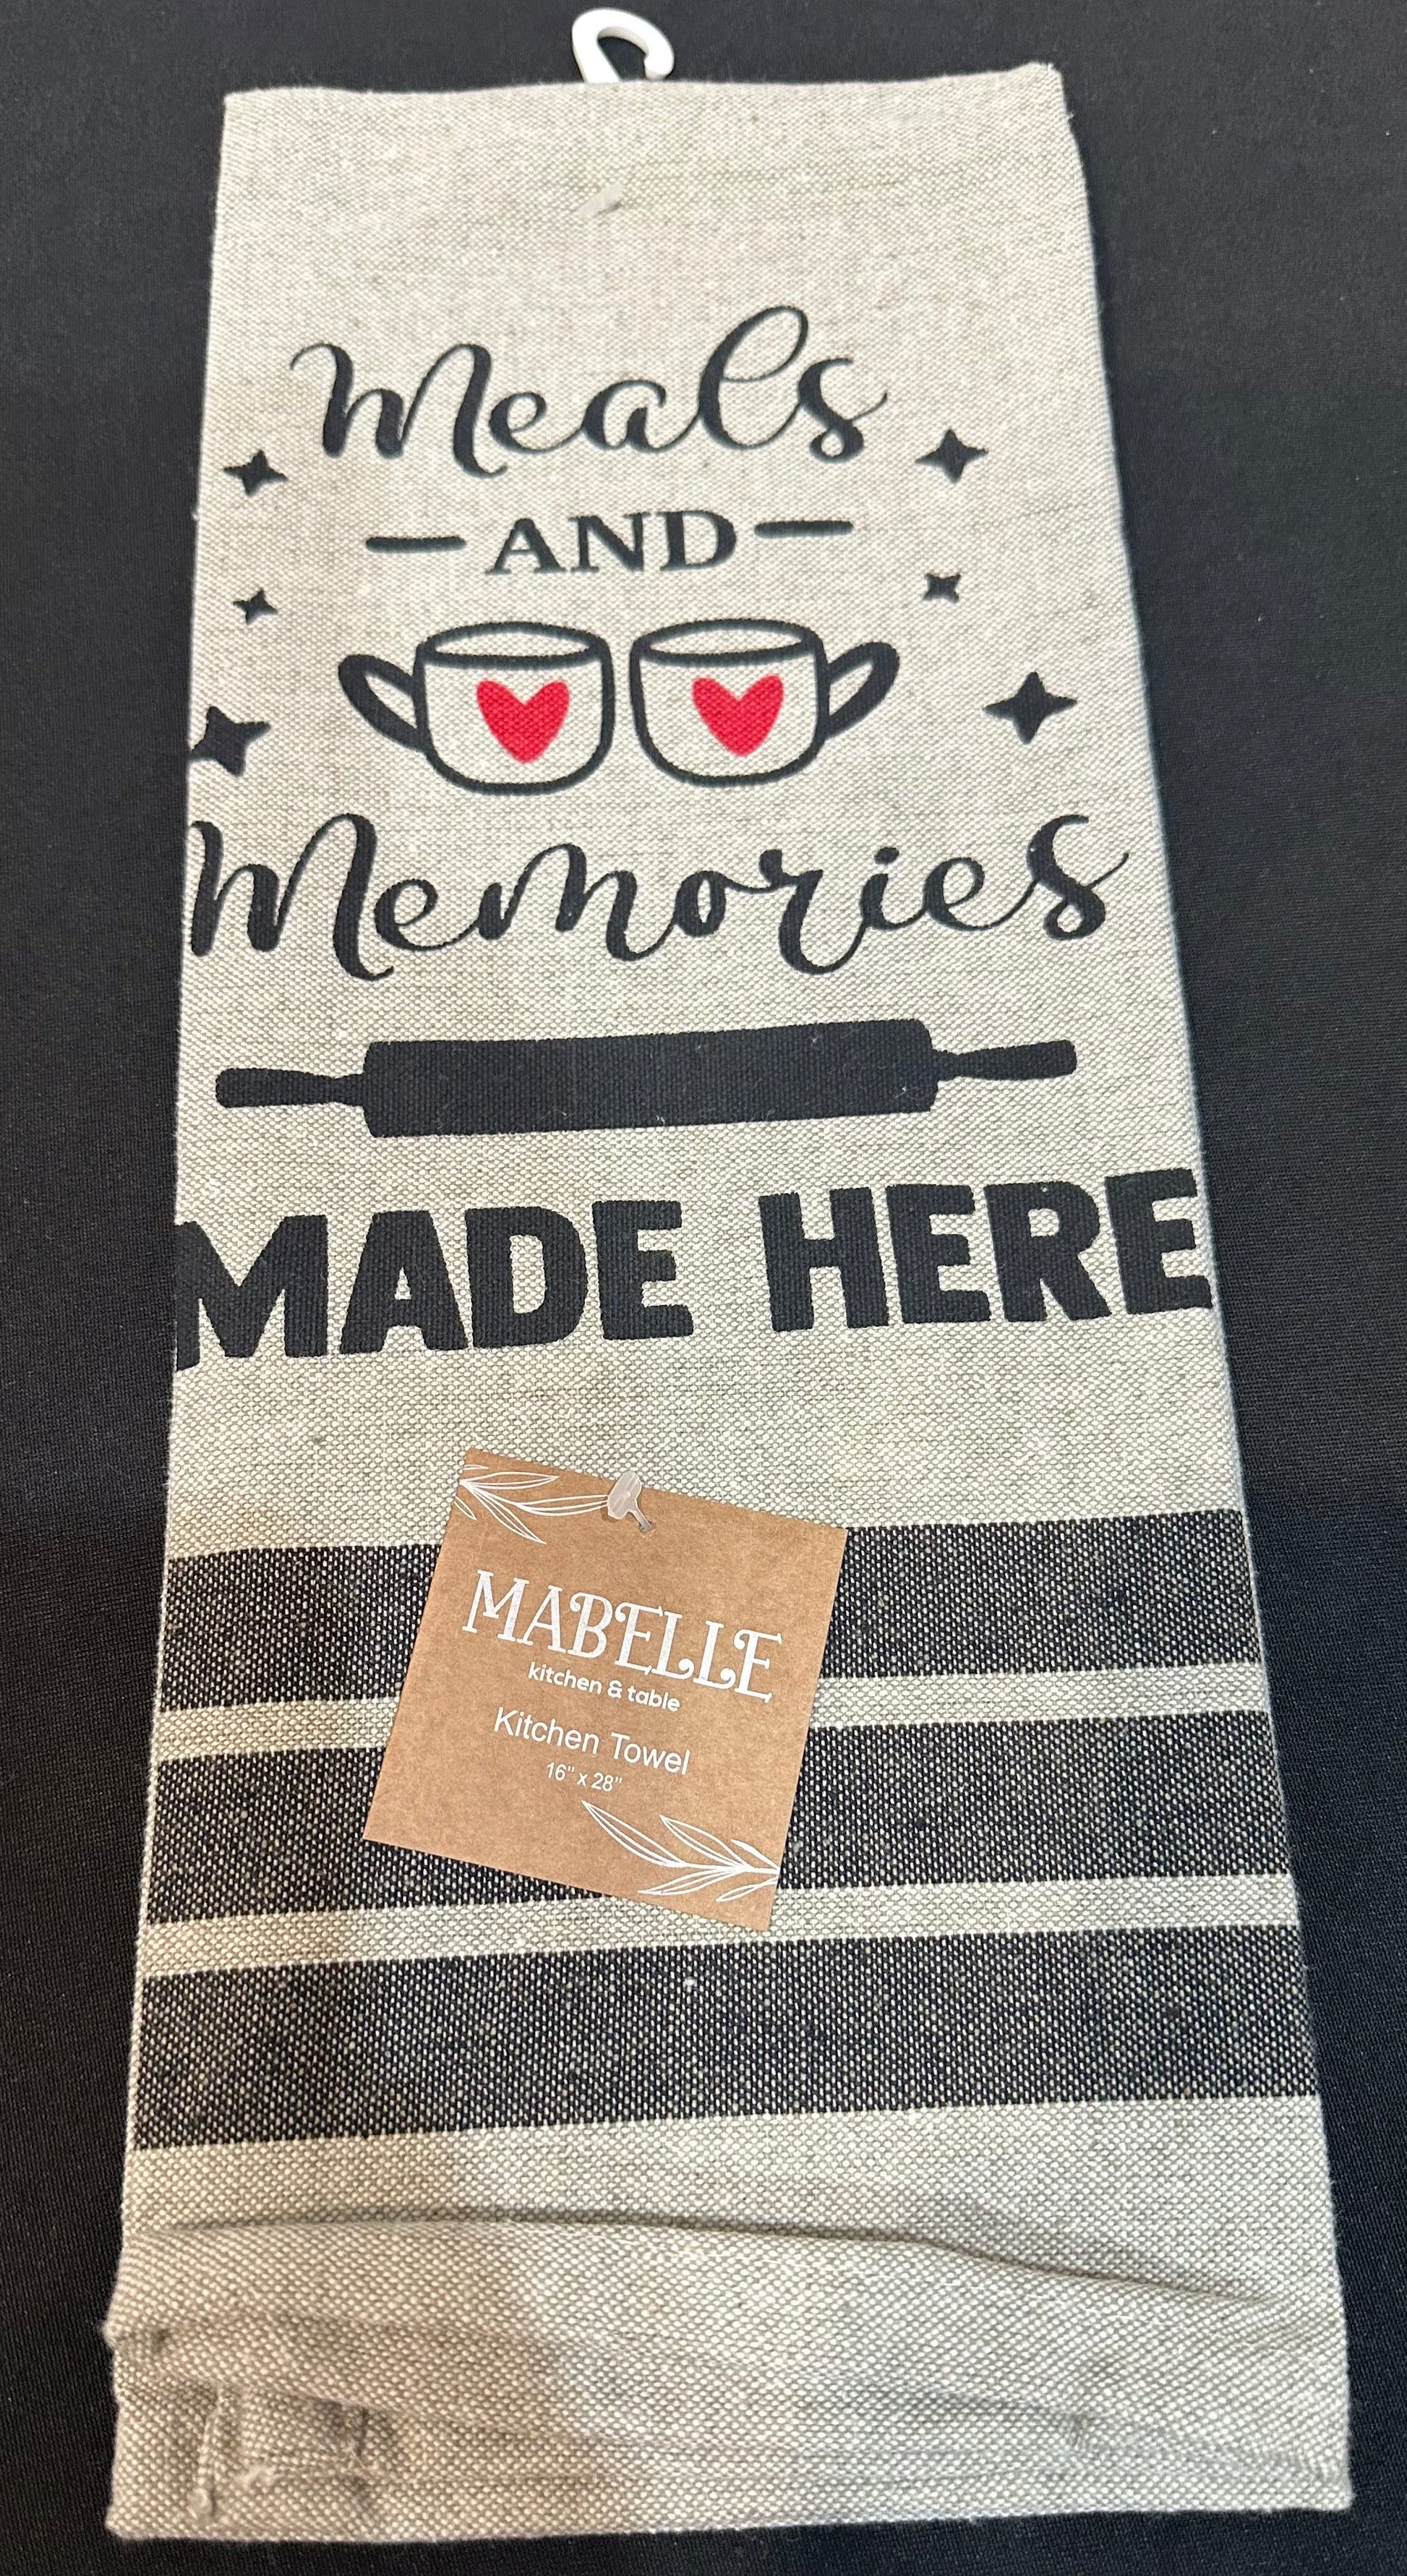 Meals
AND
Memories
MADE HERE
MABELLE
kitchen & table
Kitchen Towel
16" x 28"